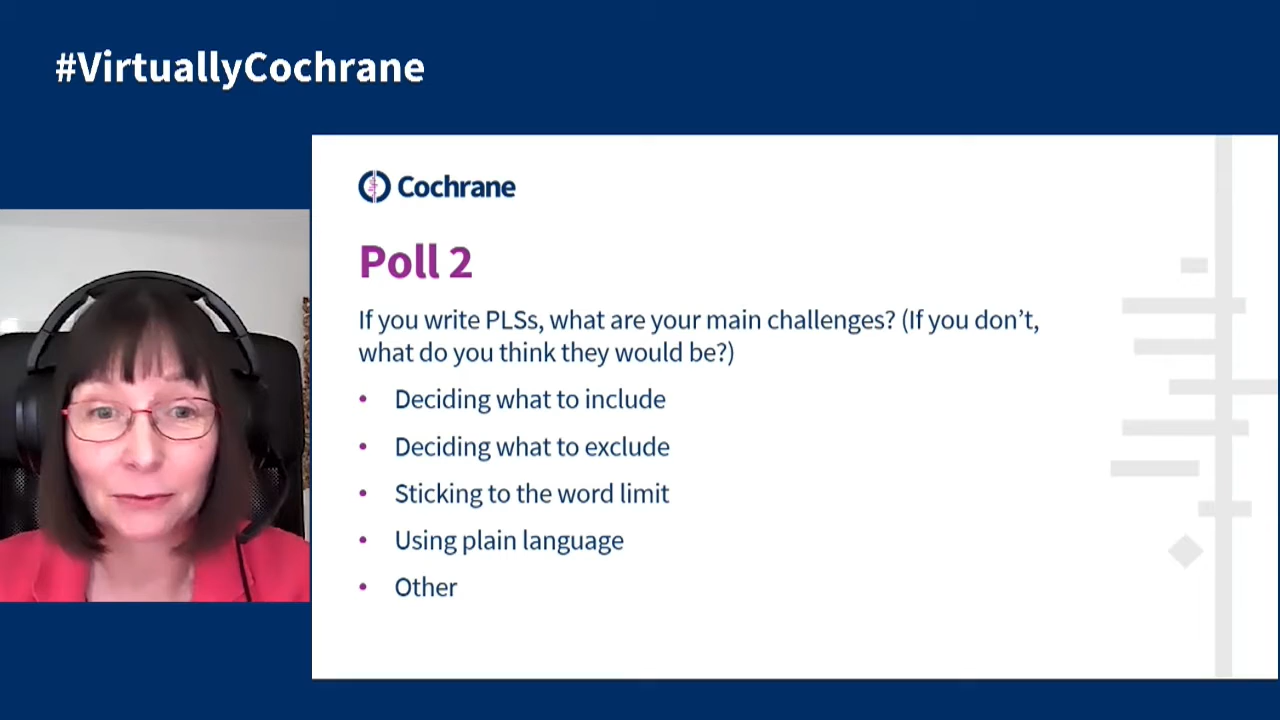 #VirtuallyCochrane
Cochrane
Poll 2
If you write PLSs, what are your main challenges? (If you don’t,
what do you think they would be?)
• Deciding what to include
• Deciding what to exclude
• Sticking to the word limit
• Using plain language
• Other